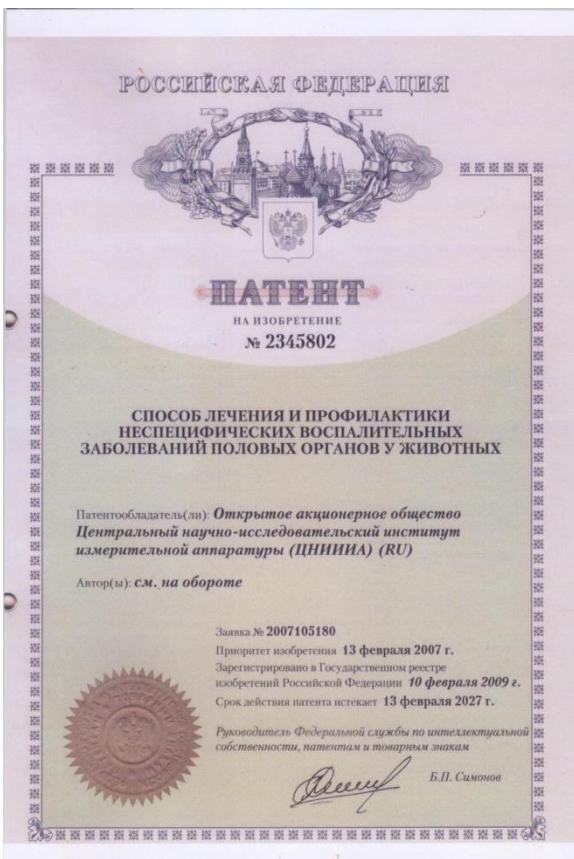 РОССИЙСКАЯ ФЕДЕРАЦИЯ
ПАТЕНТ
НА ИЗОБРЕТЕНИЕ
№ 2345802
СПОСОБ ЛЕЧЕНИЯ И ПРОФИЛАКТИКИ
НЕСПЕЦИФИЧЕСКИХ ВОСПАЛИТЕЛЬНЫХ
ЗАБОЛЕВАНИЙ ПОЛОВЫХ ОРГАНОВ У ЖИВОТНЫХ
Патентообладатель(ли): Открытое акционерное общество
Центральный научно-исследовательский институт
измерительной аппаратуры (ЦНИИИА) (RU)
Автор(ы): см. на обороте
Заявка № 2007105180
Приоритет изобретения 13 февраля 2007 г.
Зарегистрировано в Государственном реестре
изобретений Российской Федерации 10 февраля 2009 г.
Срок действия патента истекает 13 февраля 2027 г.
Руководитель Федеральной службы по интеллектуальной
собственности, патентам и товарным знакам
Б.П. Симонов